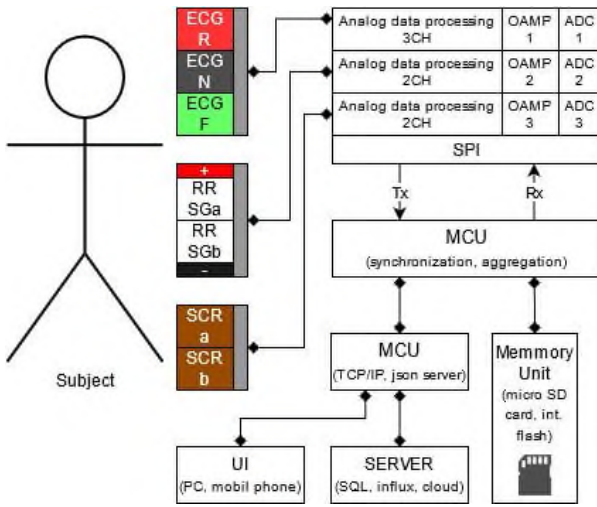 ECG
R
ECG
N
ECG
F
Analog data processing
3CH
OAMP
1
ADC
1
Analog data processing
2CH
OAMP
2
ADC
2
Analog data processing
2CH
OAMP
3
ADC
3
SPI
Tx
Rx
+
RR
SGa
RR
SGb
-
MCU
(synchronization, aggregation)
SCR
a
SCR
b
Subject
MCU
(TCP/IP, json server)
Memmory
Unit
(micro SD
card, int.
flash)
UI
(PC, mobil phone)
SERVER
(SQL, influx, cloud)